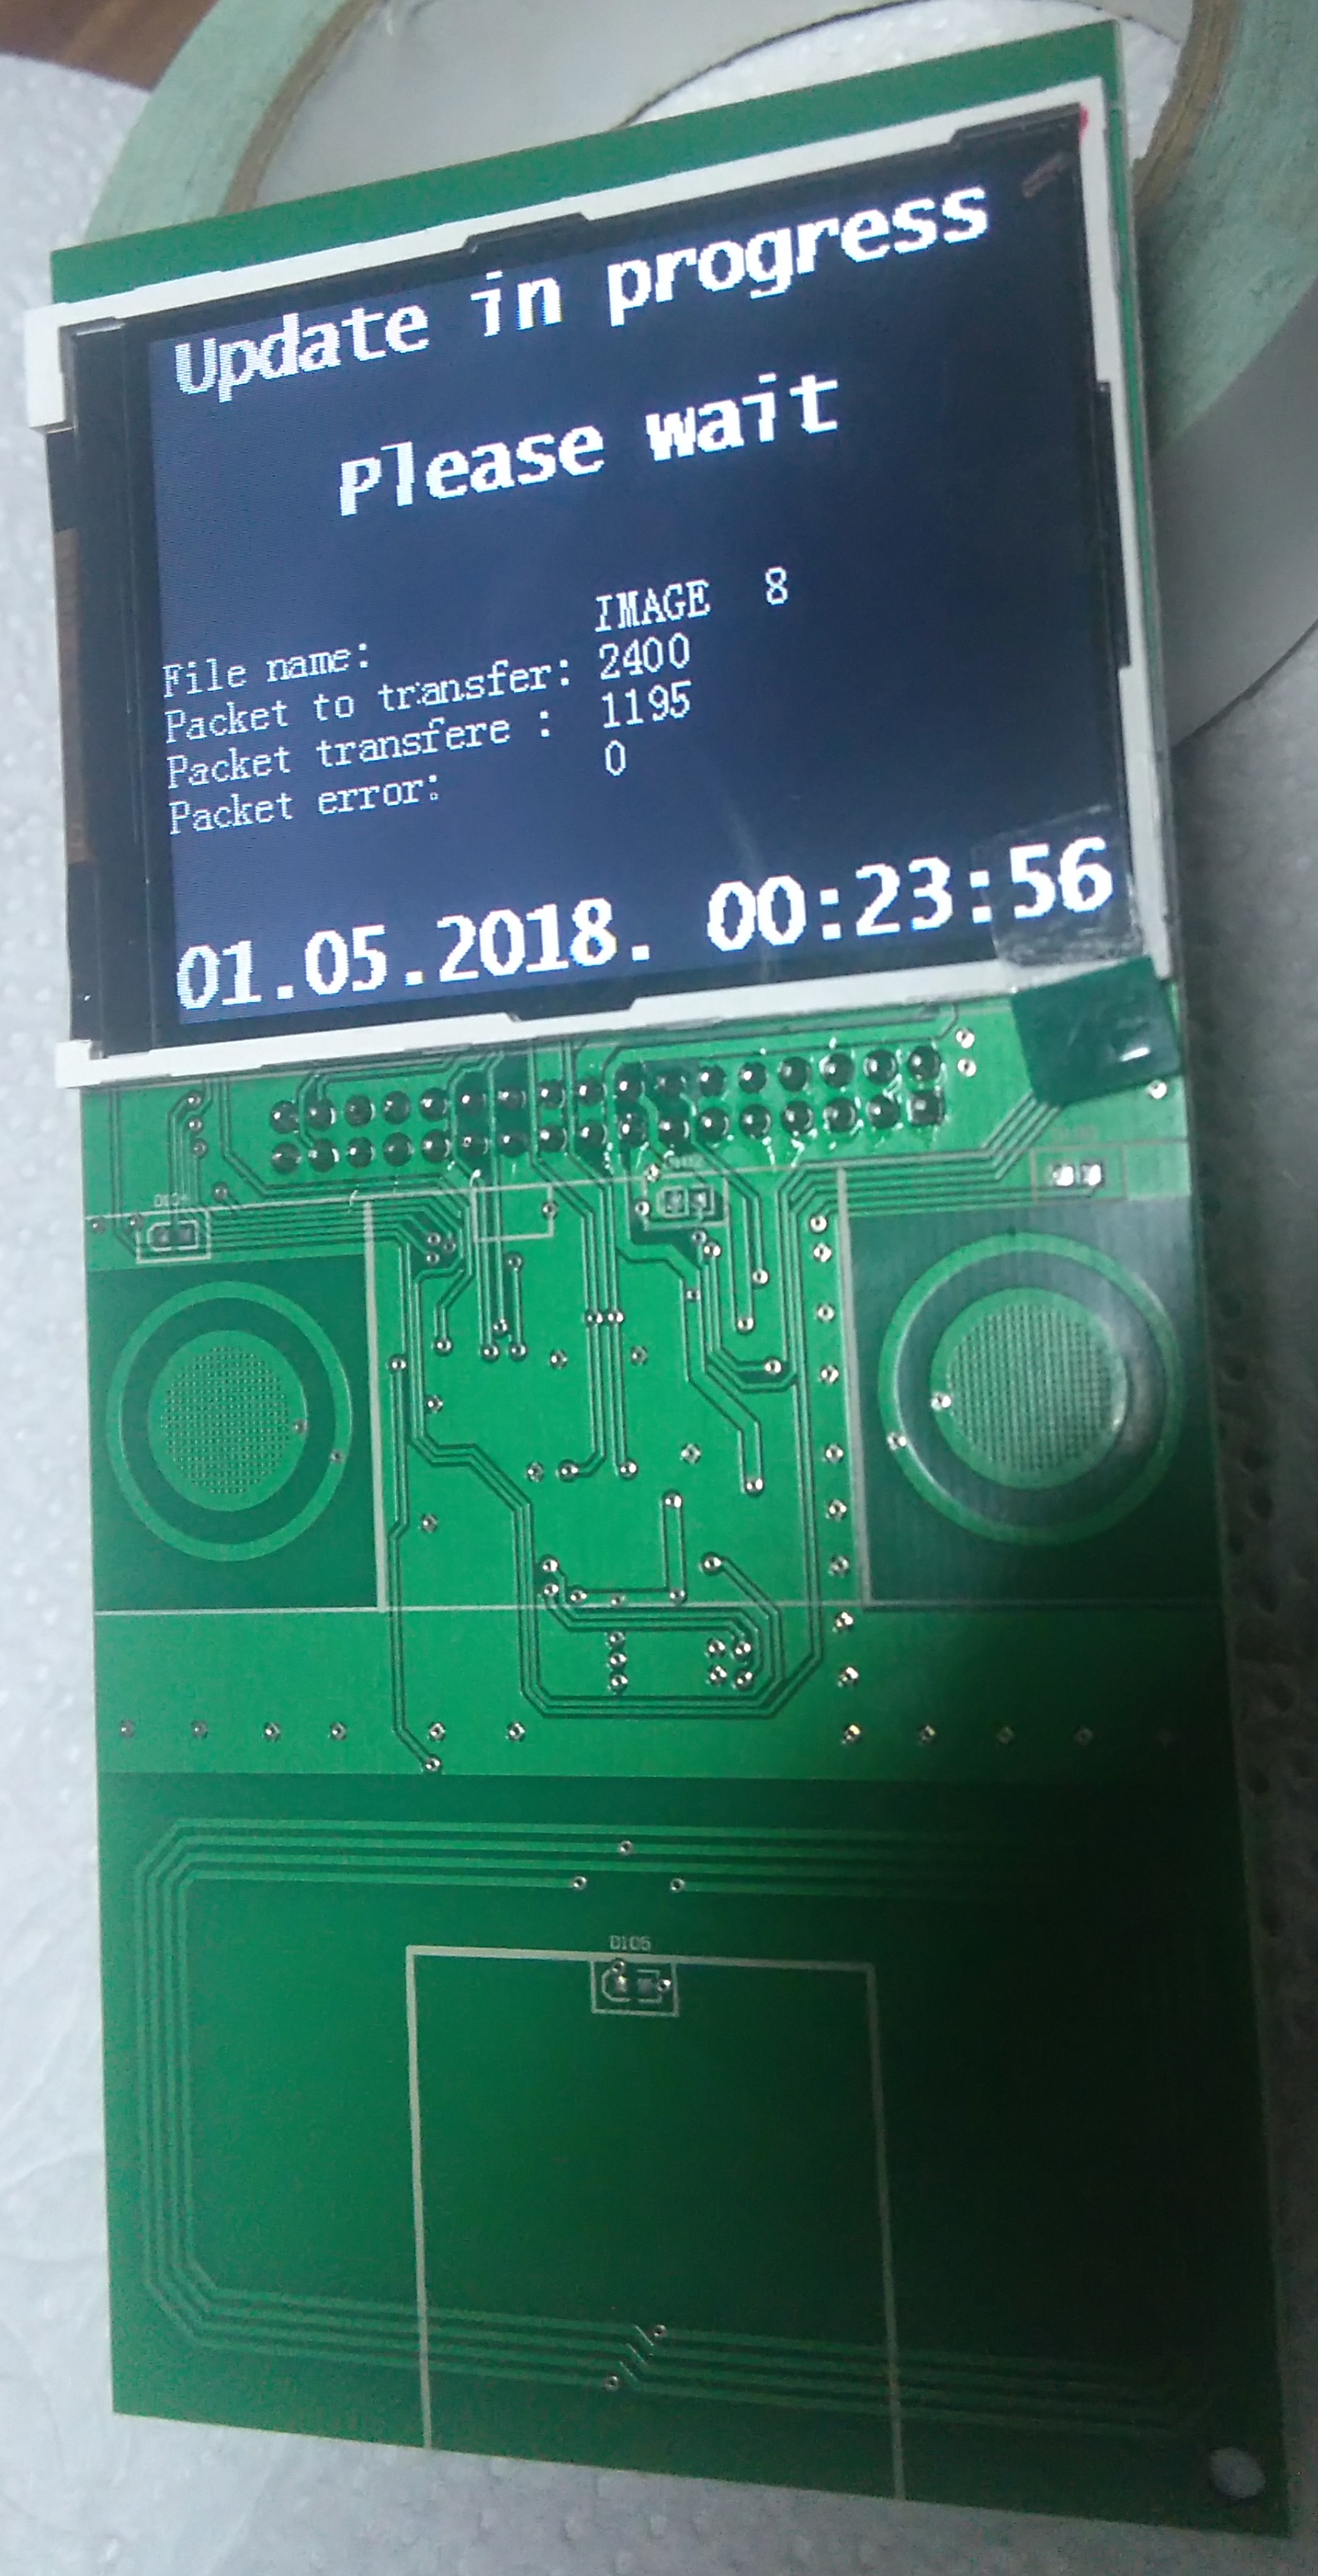 Update in progress
Please wait
File name: IMAGE 8
Packet to transfer: 2400
Packet transfere : 1195
Packet error: 0
01.05.2018. 00:23:56
D105